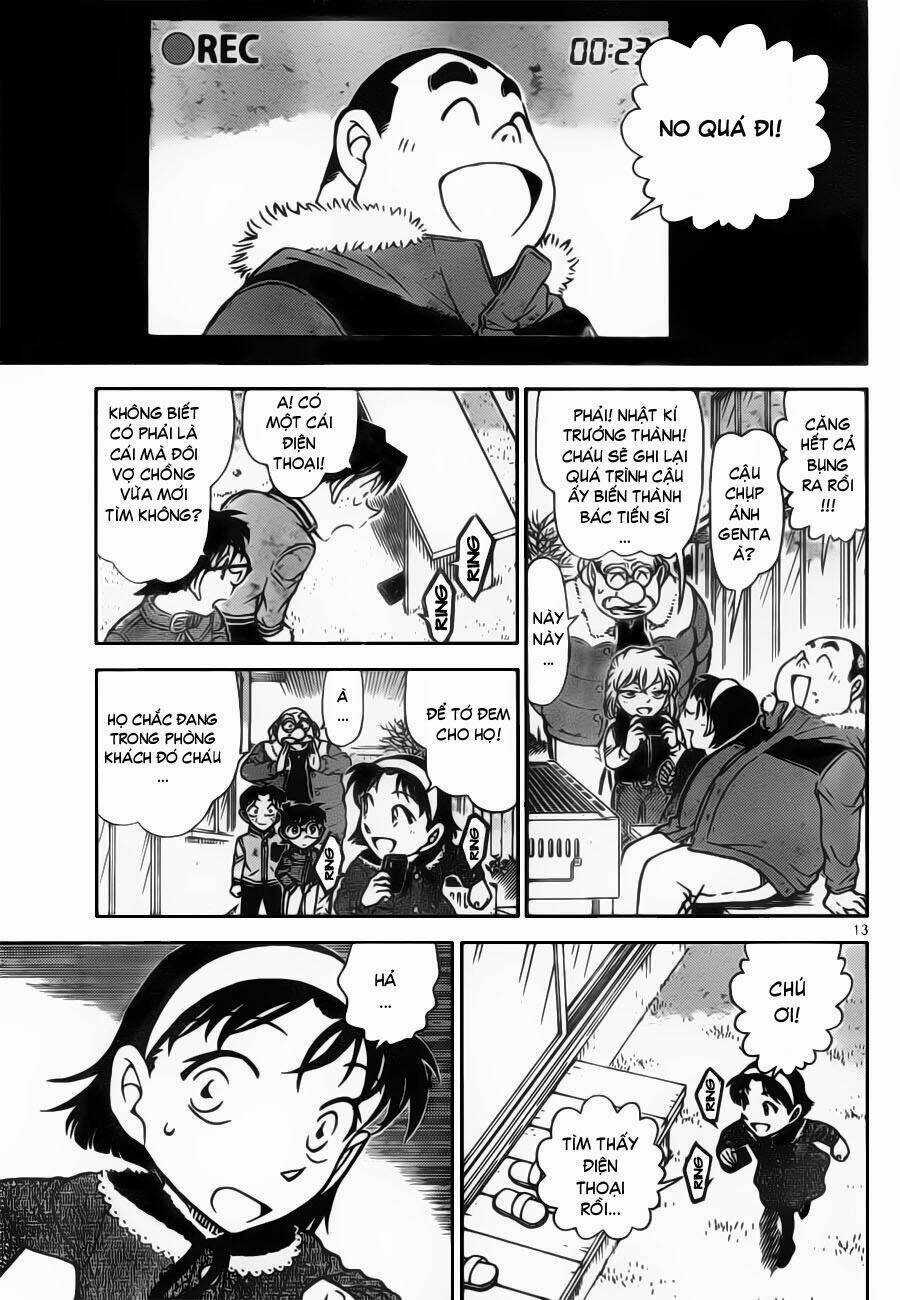 REC
00:23
NO QUÁ ĐI!
CĂNG
HẾT CẢ
BỤNG
RA RỒI
!!!
CẬU
CHỤP
ẢNH
GENTA
À?
PHẢI! NHẬT KÍ
TRƯỞNG THÀNH!
CHÁU SẼ GHI LẠI
QUÁ TRÌNH CẬU
ẤY BIẾN THÀNH
BÁC TIẾN SĨ
...
NÀY
NÀY
...
A! CÓ
MỘT CÁI
ĐIỆN
THOẠI!
KHÔNG BIẾT
CÓ PHẢI LÀ
CÁI MÀ ĐÔI
VỢ CHỒNG
VỪA MỚI
TÌM KHÔNG?
RING
RING
ĐỂ TỚ ĐEM
CHO HỌ!
À
...
HỌ CHẮC ĐANG
TRONG PHÒNG
KHÁCH ĐÓ CHÁU
...
RING
RING
13
CHÚ
ƠI!
RING
RING
TÌM THẤY
ĐIỆN
THOẠI
RỒI...
HẢ
...